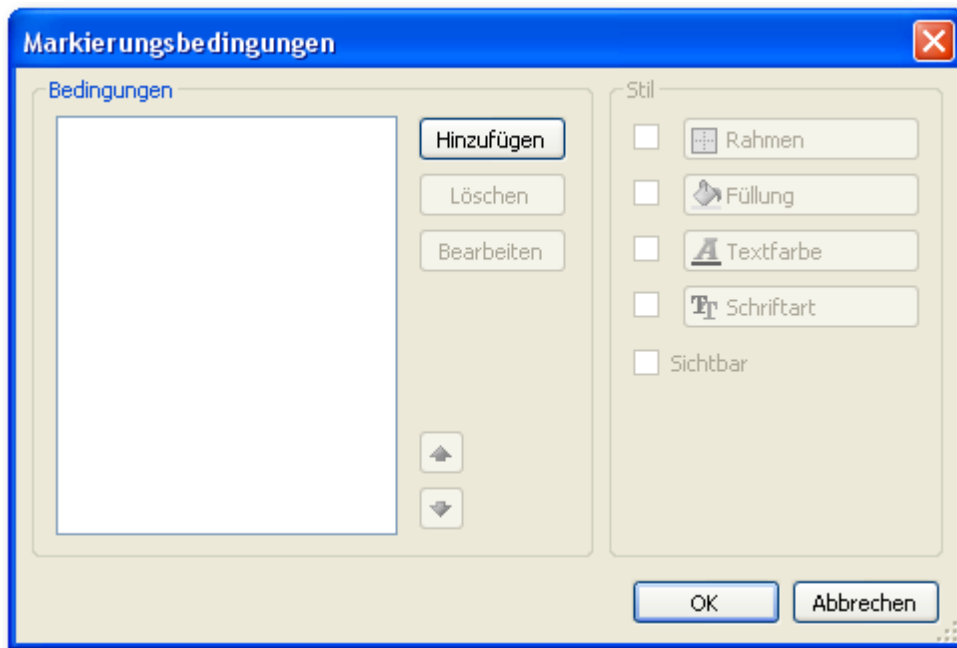 Markierungsbedingungen
Bedingungen
Hinzufügen
Löschen
Bearbeiten
Stil
Rahmen
Füllung
Textfarbe
Schriftart
Sichtbar
OK
Abbrechen